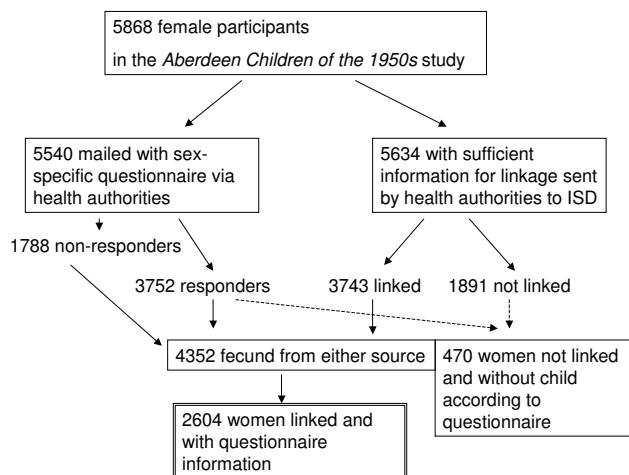 5868 female participants
in the Aberdeen Children of the 1950s study
5540 mailed with sex-
specific questionnaire via
health authorities
5634 with sufficient
information for linkage sent
by health authorities to ISD
1788 non-responders
3752 responders
3743 linked
1891 not linked
4352 fecund from either source
470 women not linked
and without child
according to
questionnaire
2604 women linked and
with questionnaire
information